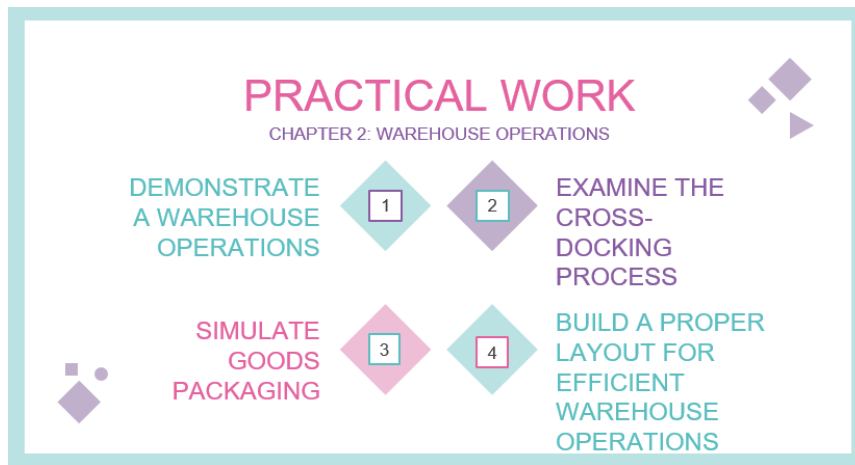 PRACTICAL WORK
CHAPTER 2: WAREHOUSE OPERATIONS
DEMONSTRATE
A WAREHOUSE
OPERATIONS
1
2
EXAMINE THE
CROSS-
DOCKING
PROCESS
SIMULATE
GOODS
PACKAGING
3
4
BUILD A PROPER
LAYOUT FOR
EFFICIENT
WAREHOUSE
OPERATIONS